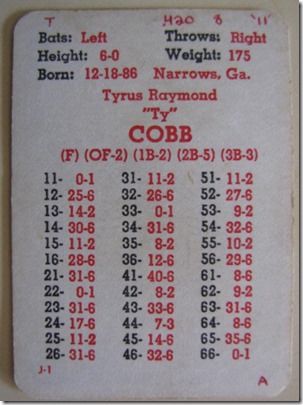 T H20 8 '11
Bats: Left Throws: Right
Height: 6-0 Weight: 175
Born: 12-18-86 Narrows, Ga.
Tyrus Raymond
"Ty"
COBB
(F) (OF-2) (1B-2) (2B-5) (3B-3)
11- 0-1 31- 11-2 51- 11-2
12- 25-6 32- 26-6 52- 27-6
13- 14-2 33- 0-1 53- 9-2
14- 30-6 34- 31-6 54- 32-6
15- 11-2 35- 8-2 55- 10-2
16- 28-6 36- 12-6 56- 29-6
21- 31-6 41- 40-6 61- 8-6
22- 0-1 42- 8-2 62- 9-2
23- 31-6 43- 33-6 63- 31-6
24- 17-6 44- 7-3 64- 8-6
25- 11-2 45- 14-6 65- 35-6
26- 31-6 46- 32-6 66- 0-1
J-1 A